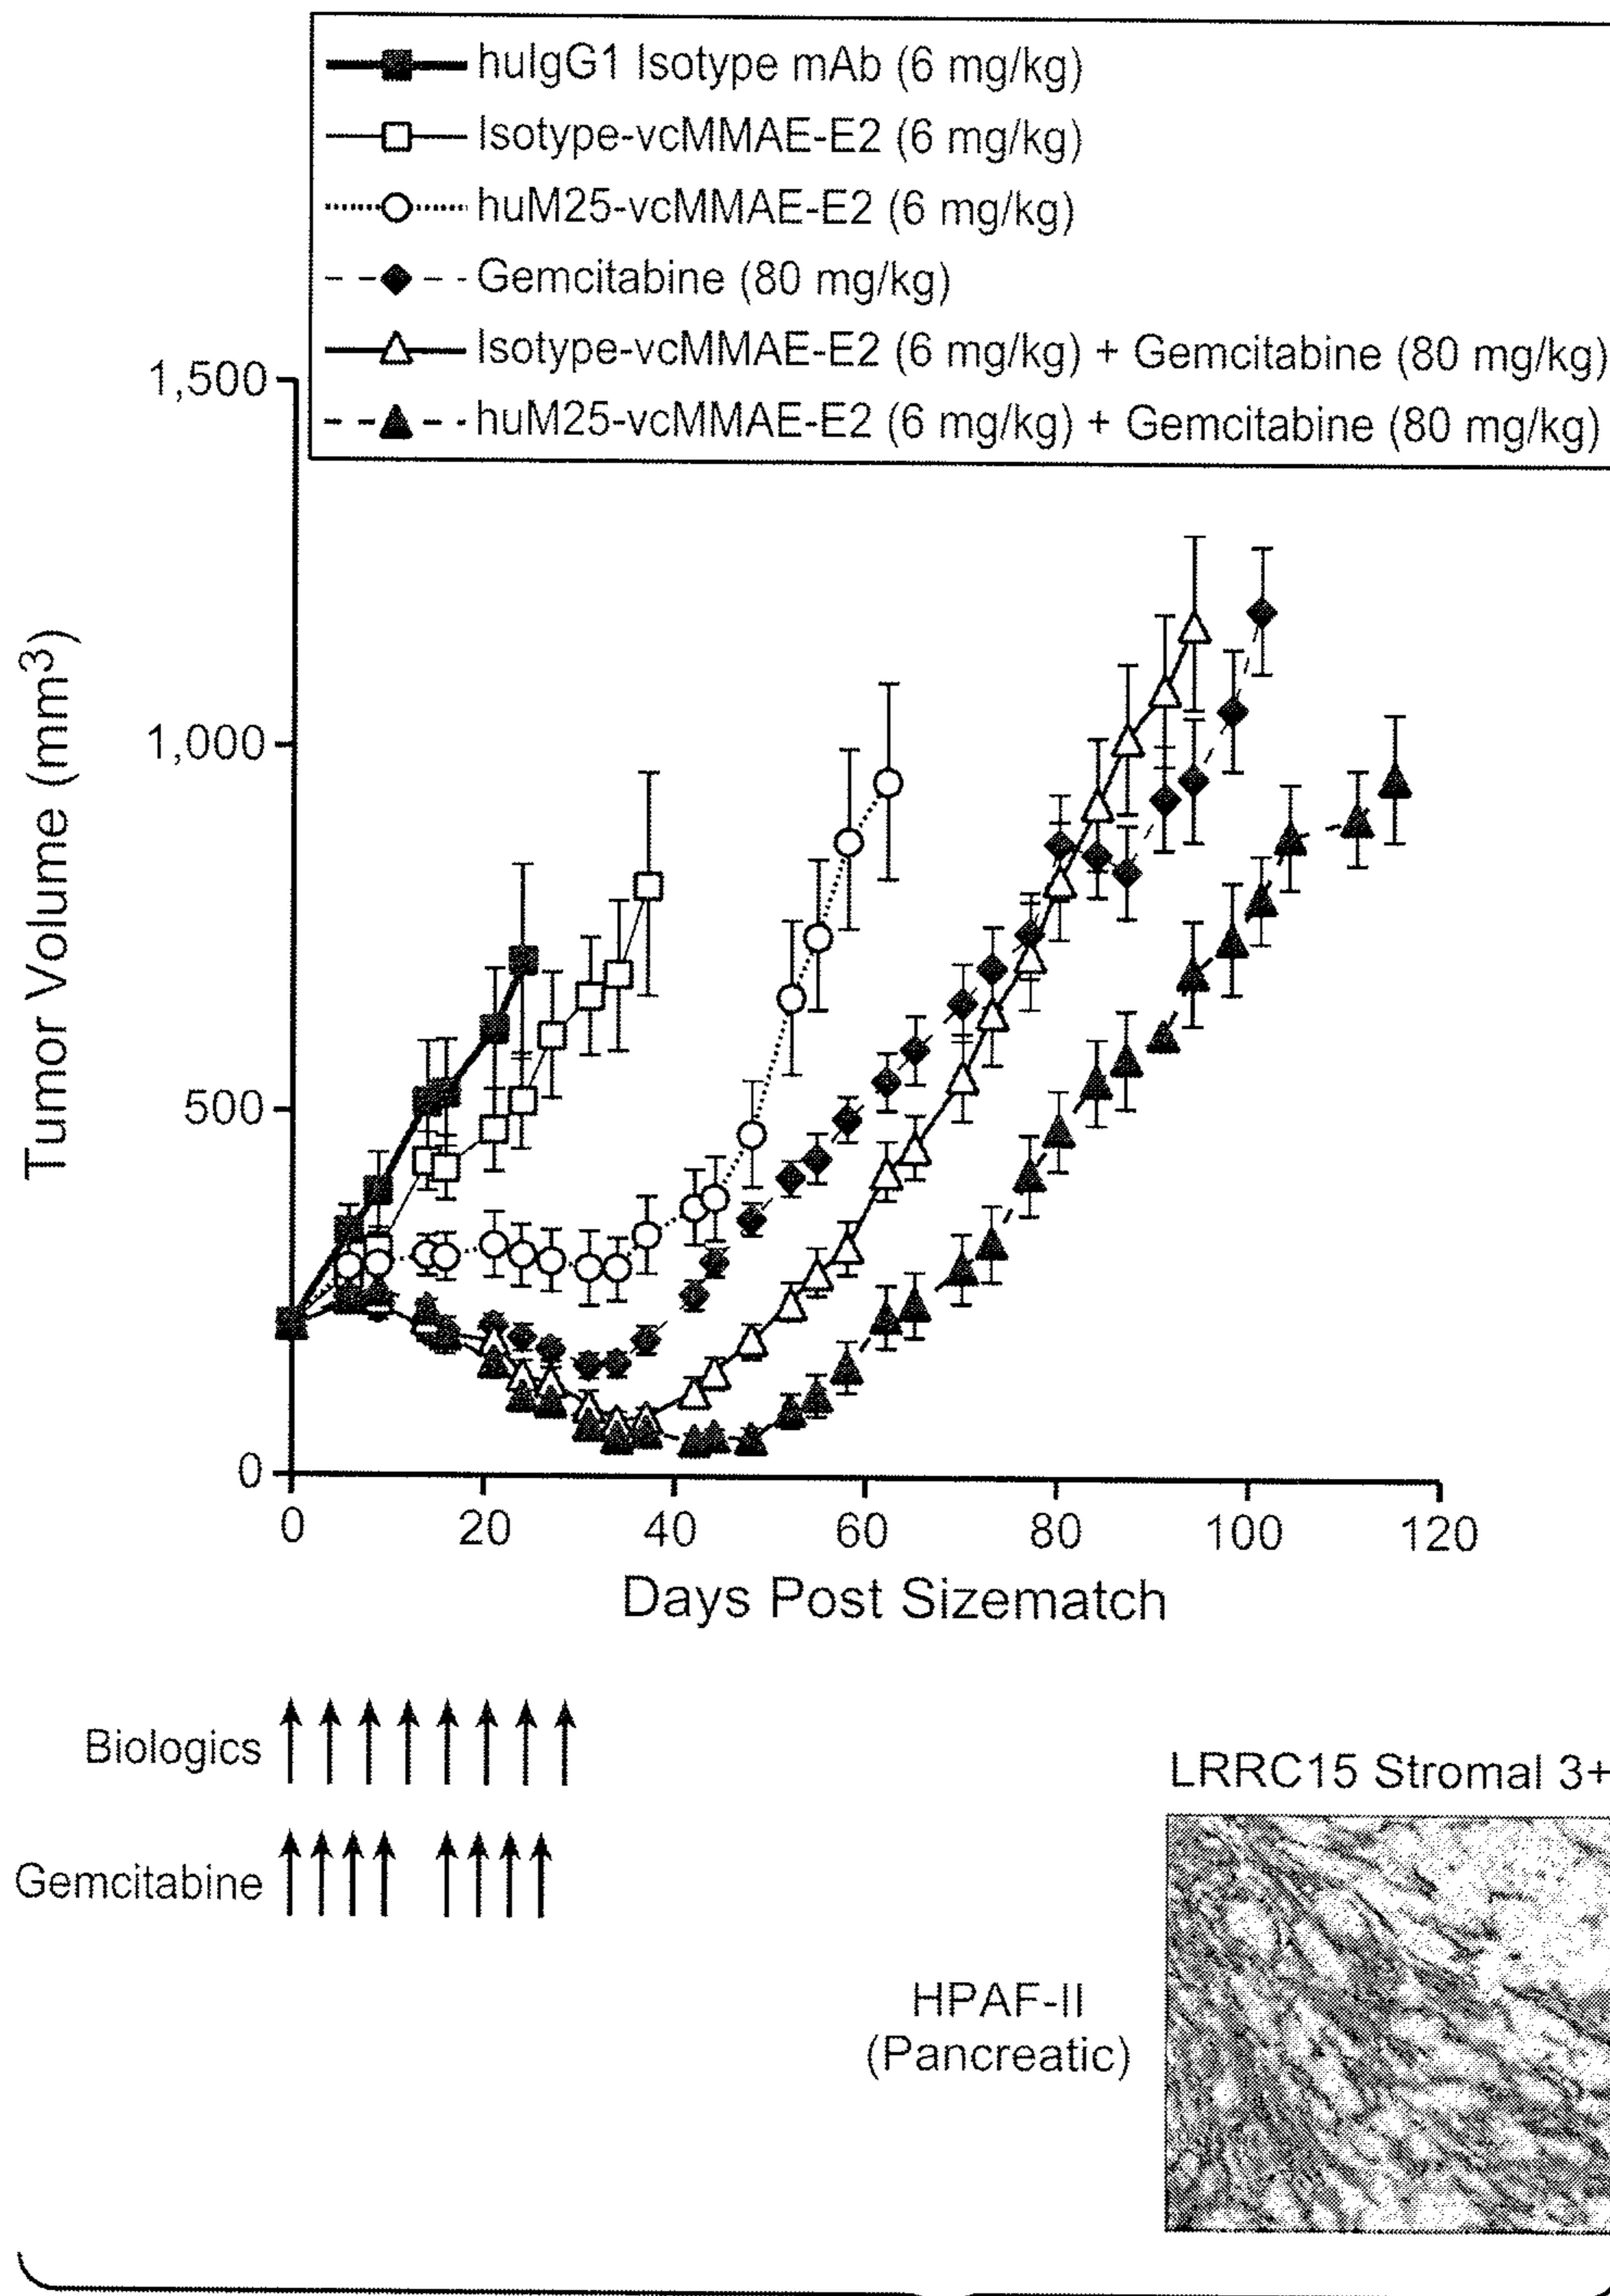 huIgG1 Isotype mAb (6 mg/kg)
Isotype-vcMMAE-E2 (6 mg/kg)
huM25-vcMMAE-E2 (6 mg/kg)
Gemcitabine (80 mg/kg)
Isotype-vcMMAE-E2 (6 mg/kg) + Gemcitabine (80 mg/kg)
huM25-vcMMAE-E2 (6 mg/kg) + Gemcitabine (80 mg/kg)
1,500
1,000
500
0
Tumor Volume (mm³)
0 20 40 60 80 100 120
Days Post Sizematch
Biologics
Gemcitabine
LRRC15 Stromal 3+
HPAF-II
(Pancreatic)